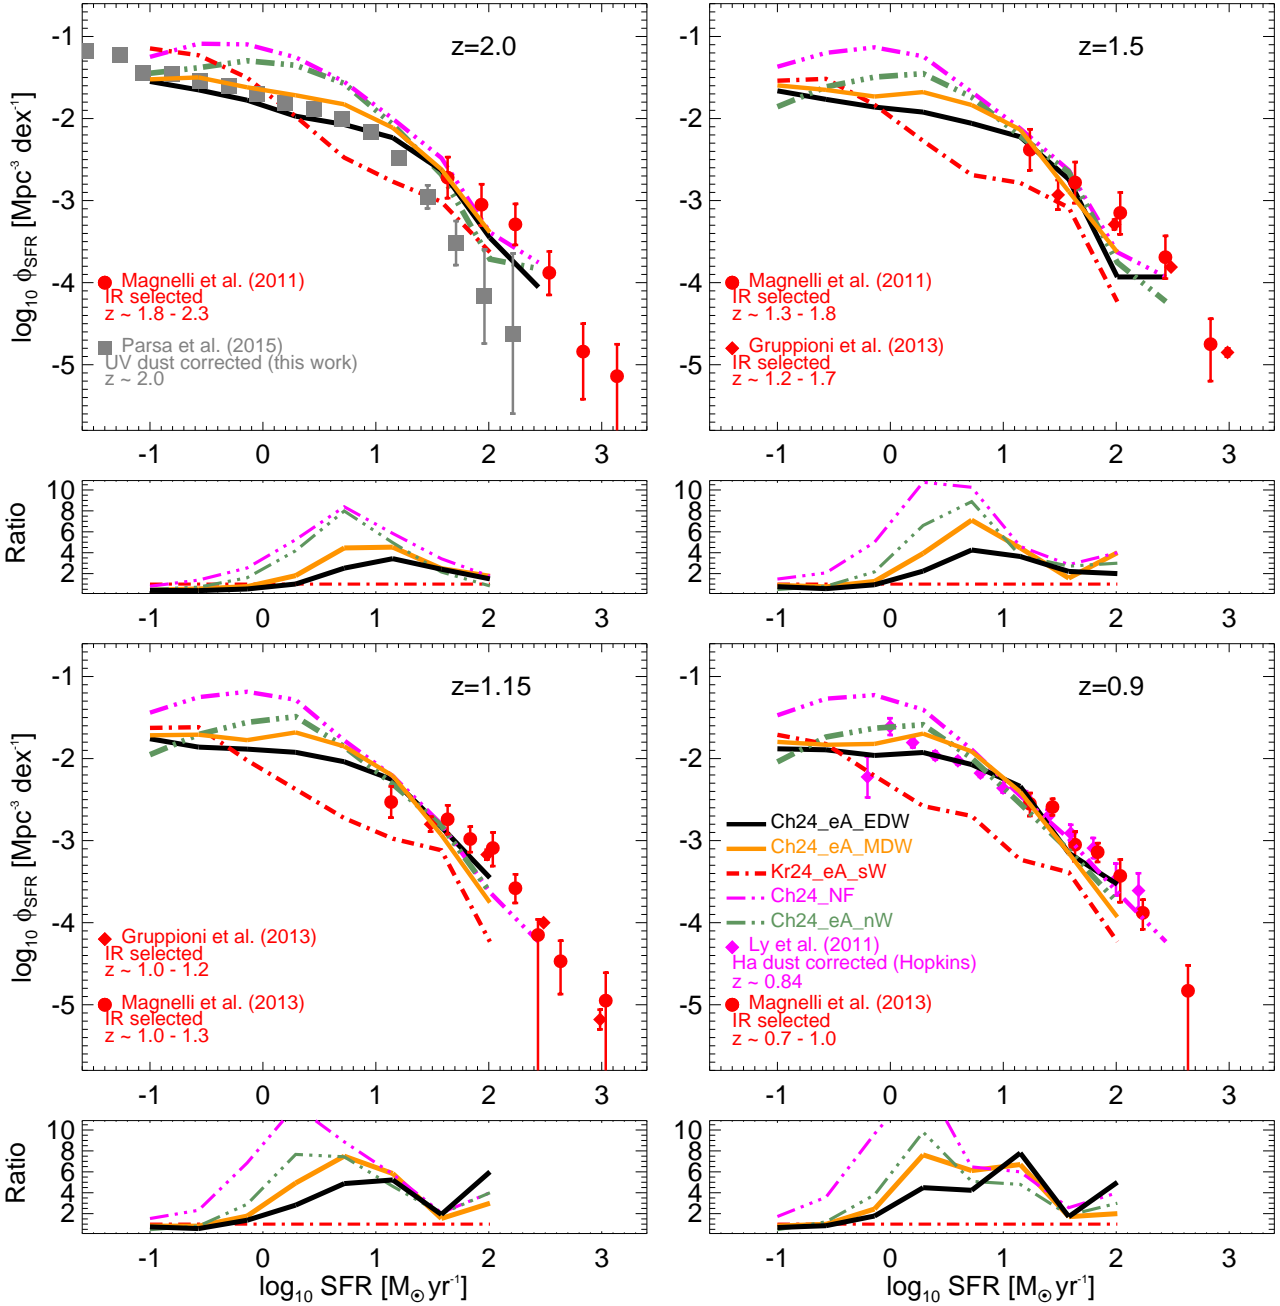 z=2.0
-1
-2
-3
-4
-5
log10 ϕSFR [Mpc-3 dex-1]
Magnelli et al. (2011)
IR selected
z ~ 1.8 - 2.3
Parsa et al. (2015)
UV dust corrected (this work)
z ~ 2.0
-1 0 1 2 3
z=1.5
-1
-2
-3
-4
-5
Magnelli et al. (2011)
IR selected
z ~ 1.3 - 1.8
Gruppioni et al. (2013)
IR selected
z ~ 1.2 - 1.7
-1 0 1 2 3
10
8
6
4
2
Ratio
-1 0 1 2 3
10
8
6
4
2
-1 0 1 2 3
z=1.15
-1
-2
-3
-4
-5
log10 ϕSFR [Mpc-3 dex-1]
Gruppioni et al. (2013)
IR selected
z ~ 1.0 - 1.2
Magnelli et al. (2013)
IR selected
z ~ 1.0 - 1.3
-1 0 1 2 3
z=0.9
-1
-2
-3
-4
-5
Ch24_eA_EDW
Ch24_eA_MDW
Kr24_eA_sW
Ch24_NF
Ch24_eA_nW
Ly et al. (2011)
Ha dust corrected (Hopkins)
z ~ 0.84
Magnelli et al. (2013)
IR selected
z ~ 0.7 - 1.0
-1 0 1 2 3
10
8
6
4
2
Ratio
-1 0 1 2 3
log10 SFR [M⊙ yr-1]
10
8
6
4
2
-1 0 1 2 3
log10 SFR [M⊙ yr-1]